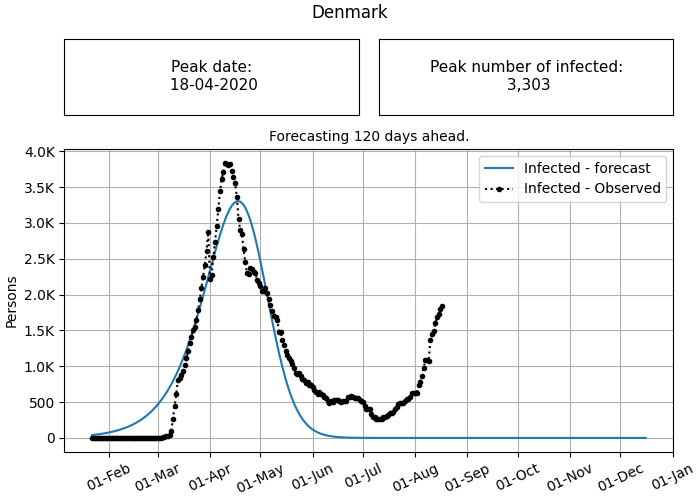 Denmark
Peak date:
18-04-2020
Peak number of infected:
3,303
Forecasting 120 days ahead.
4.0K
3.5K
3.0K
2.5K
2.0K
1.5K
1.0K
500
0
Persons
Infected - forecast
Infected - Observed
01-Feb
01-Mar
01-Apr
01-May
01-Jun
01-Jul
01-Aug
01-Sep
01-Oct
01-Nov
01-Dec
01-Jan